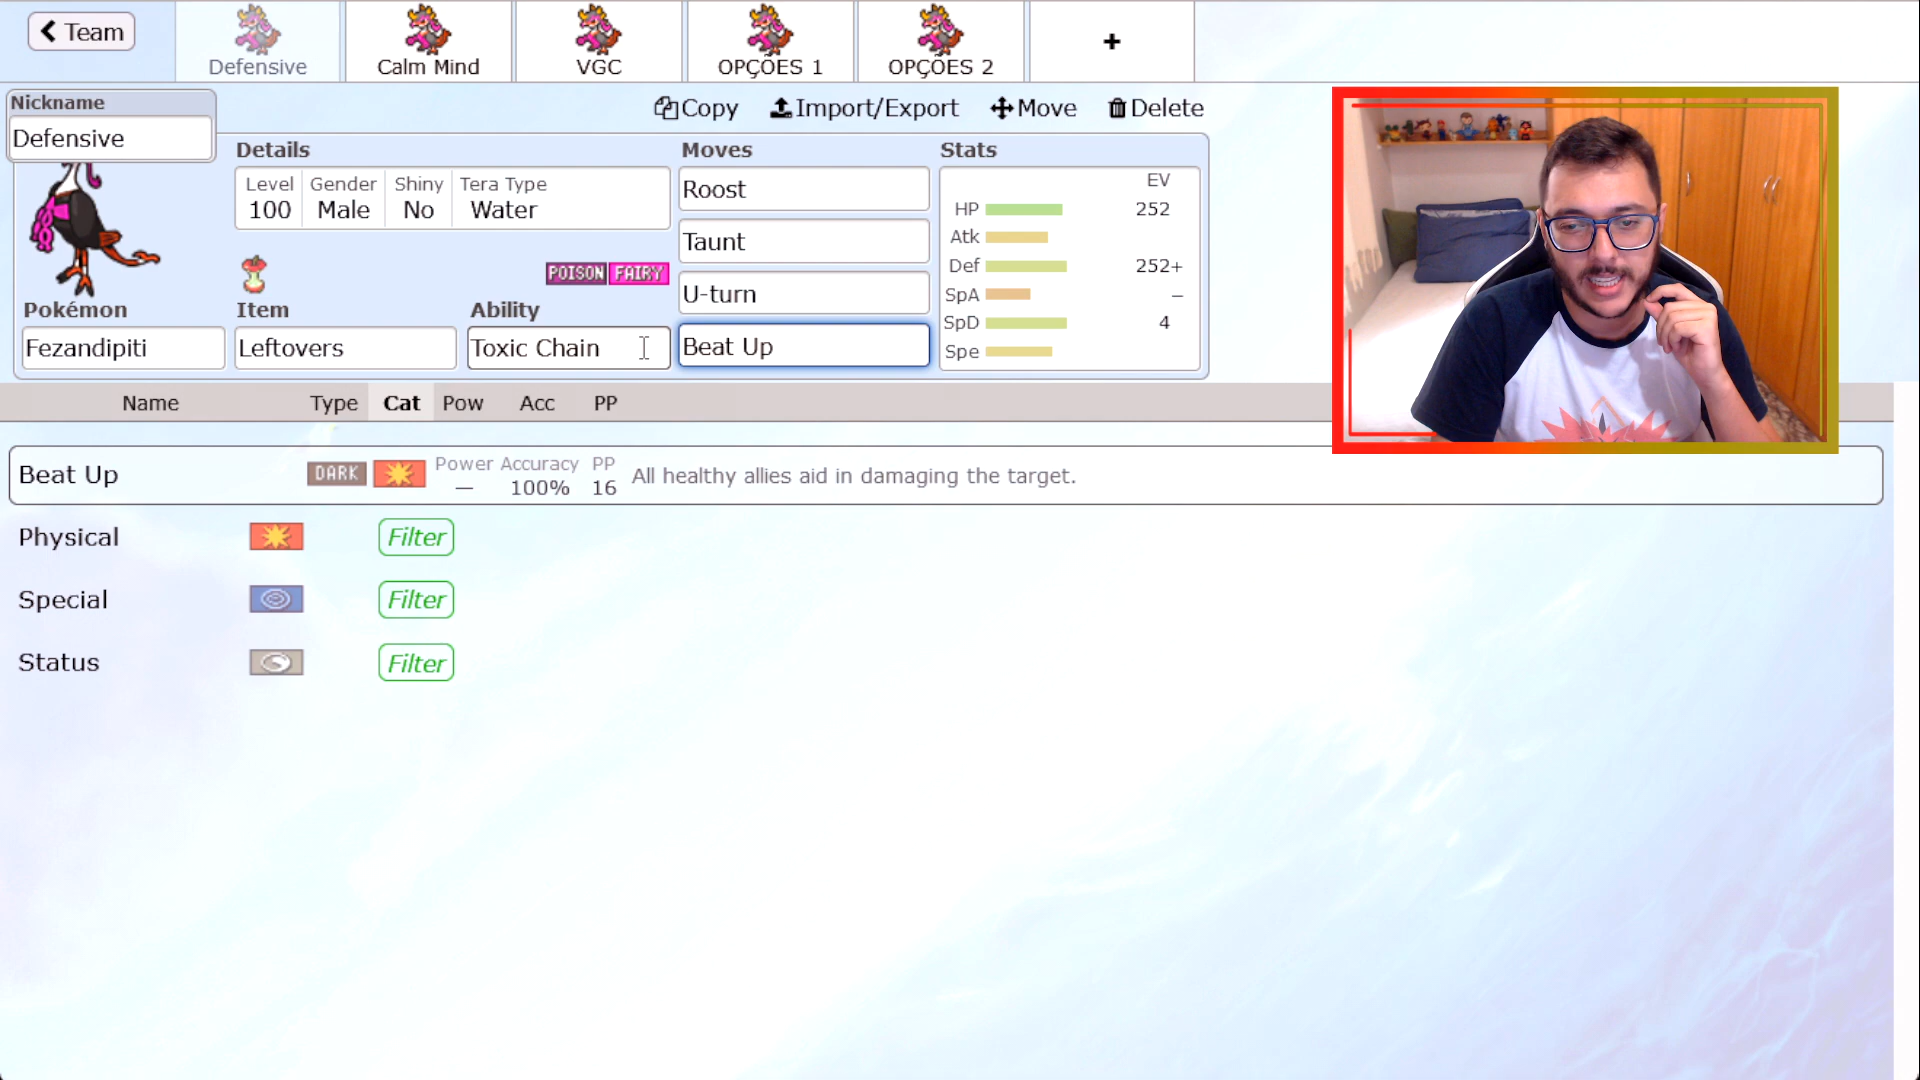 Team
Defensive
Calm Mind
VGC
OPÇÕES 1
OPÇÕES 2
+
Nickname
Defensive
Copy
Import/Export
Move
Delete
Details
Level Gender Shiny Tera Type
100 Male No Water
POISON FAIRY
Pokémon
Fezandipiti
Item
Leftovers
Ability
Toxic Chain
Moves
Roost
Taunt
U-turn
Beat Up
Stats
EV
HP 252
Atk
Def 252+
SpA –
SpD 4
Spe
Name Type Cat Pow Acc PP
Beat Up DARK Power — Accuracy 100% PP 16 All healthy allies aid in damaging the target.
Physical Filter
Special Filter
Status Filter